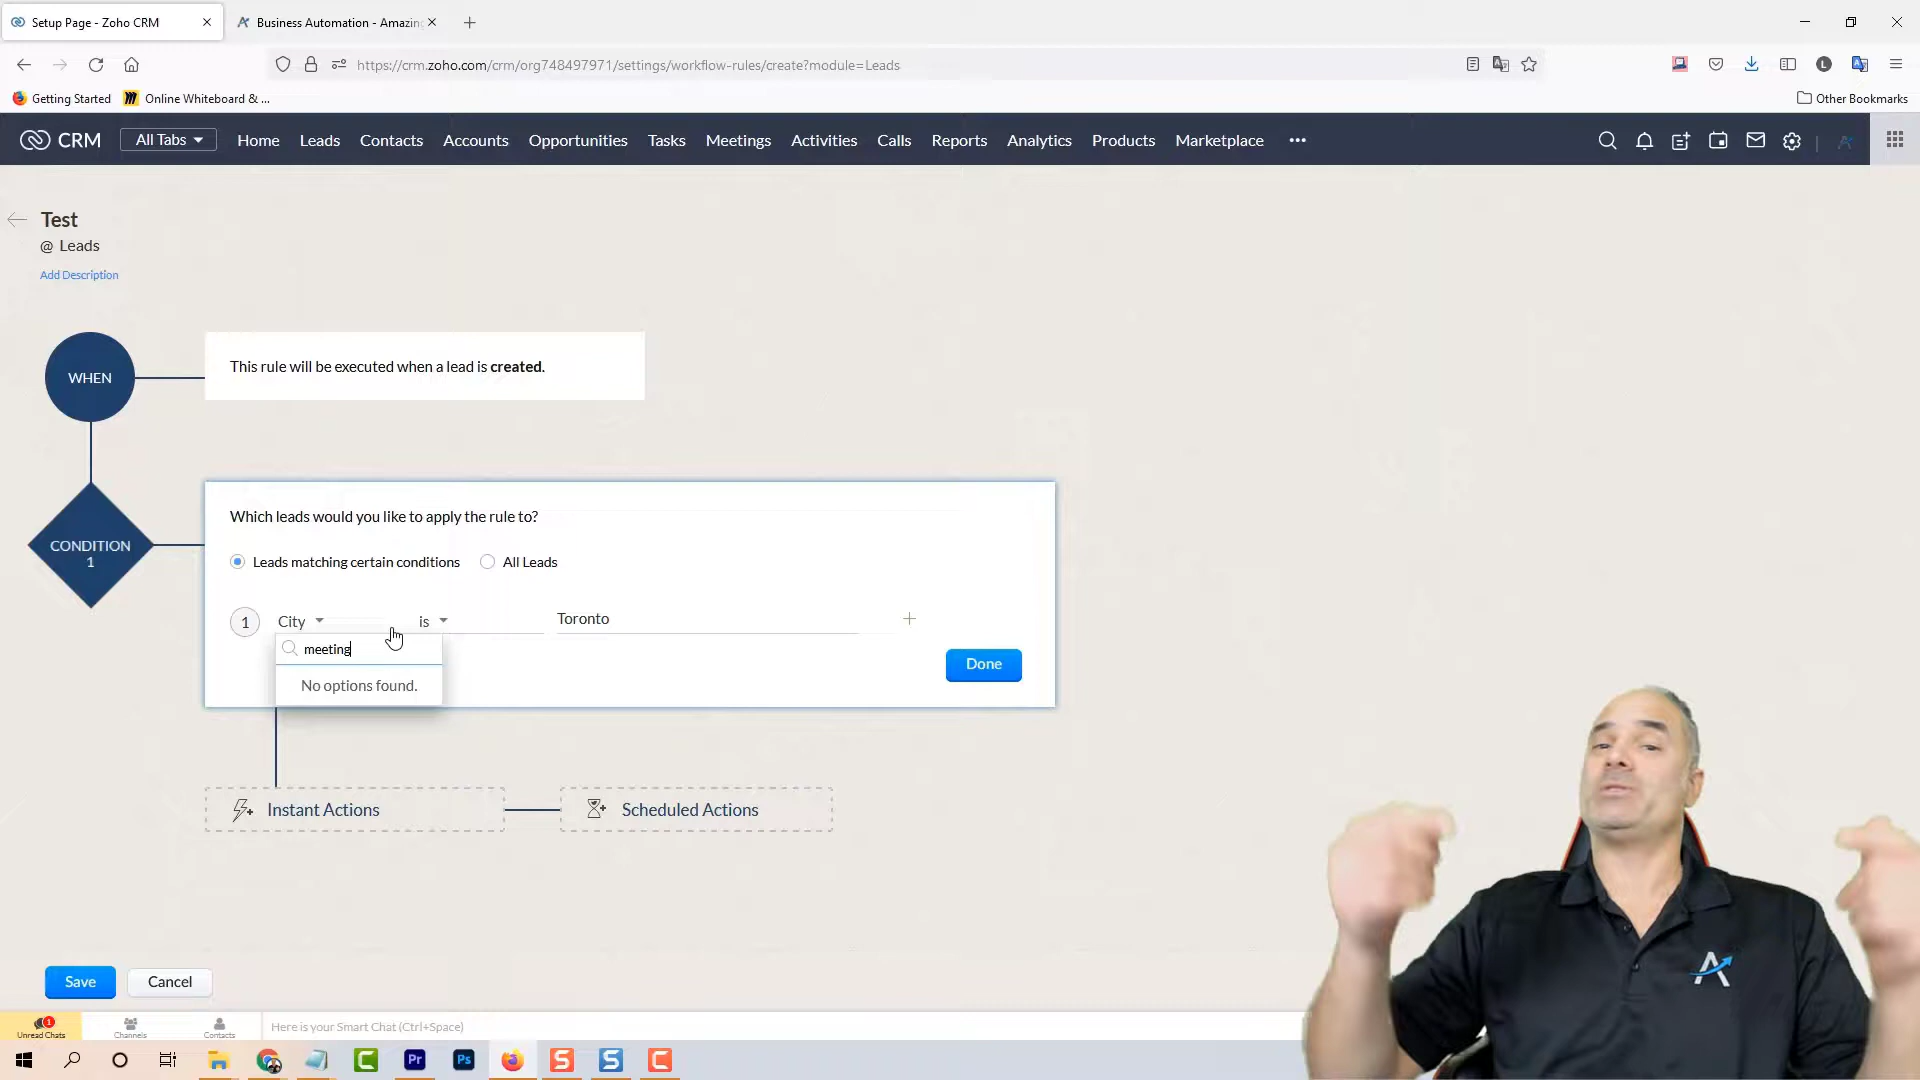 Setup Page - Zoho CRM
Business Automation - Amazing
https://crm.zoho.com/crm/org748497971/settings/workflow-rules/create?module=Leads
L
Getting Started
Online Whiteboard & ...
Other Bookmarks
CRM
All Tabs
Home
Leads
Contacts
Accounts
Opportunities
Tasks
Meetings
Activities
Calls
Reports
Analytics
Products
Marketplace
Test
@ Leads
Add Description
WHEN
This rule will be executed when a lead is created.
CONDITION
1
Which leads would you like to apply the rule to?
Leads matching certain conditions
All Leads
1
City
is
Toronto
meeting
No options found.
Done
Instant Actions
Scheduled Actions
Save
Cancel
1
Unread Chats
Channels
Contacts
Here is your Smart Chat (Ctrl+Space)
Pr
Ps